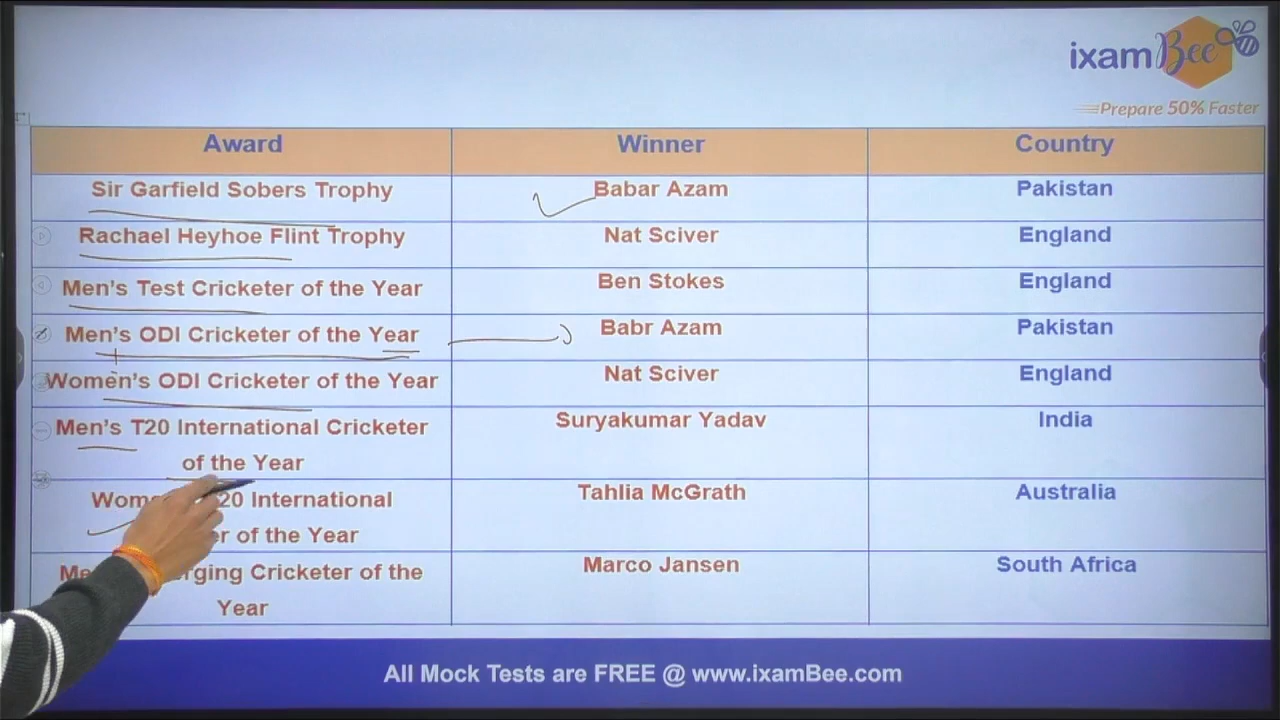 ixamBee
Prepare 50% Faster
Award Winner Country
Sir Garfield Sobers Trophy Babar Azam Pakistan
Rachael Heyhoe Flint Trophy Nat Sciver England
Men's Test Cricketer of the Year Ben Stokes England
Men's ODI Cricketer of the Year Babr Azam Pakistan
Women's ODI Cricketer of the Year Nat Sciver England
Men's T20 International Cricketer Suryakumar Yadav India
of the Year
20 International Tahlia McGrath Australia
of the Year
Cricketer of the Marco Jansen South Africa
Year
All Mock Tests are FREE @ www.ixamBee.com